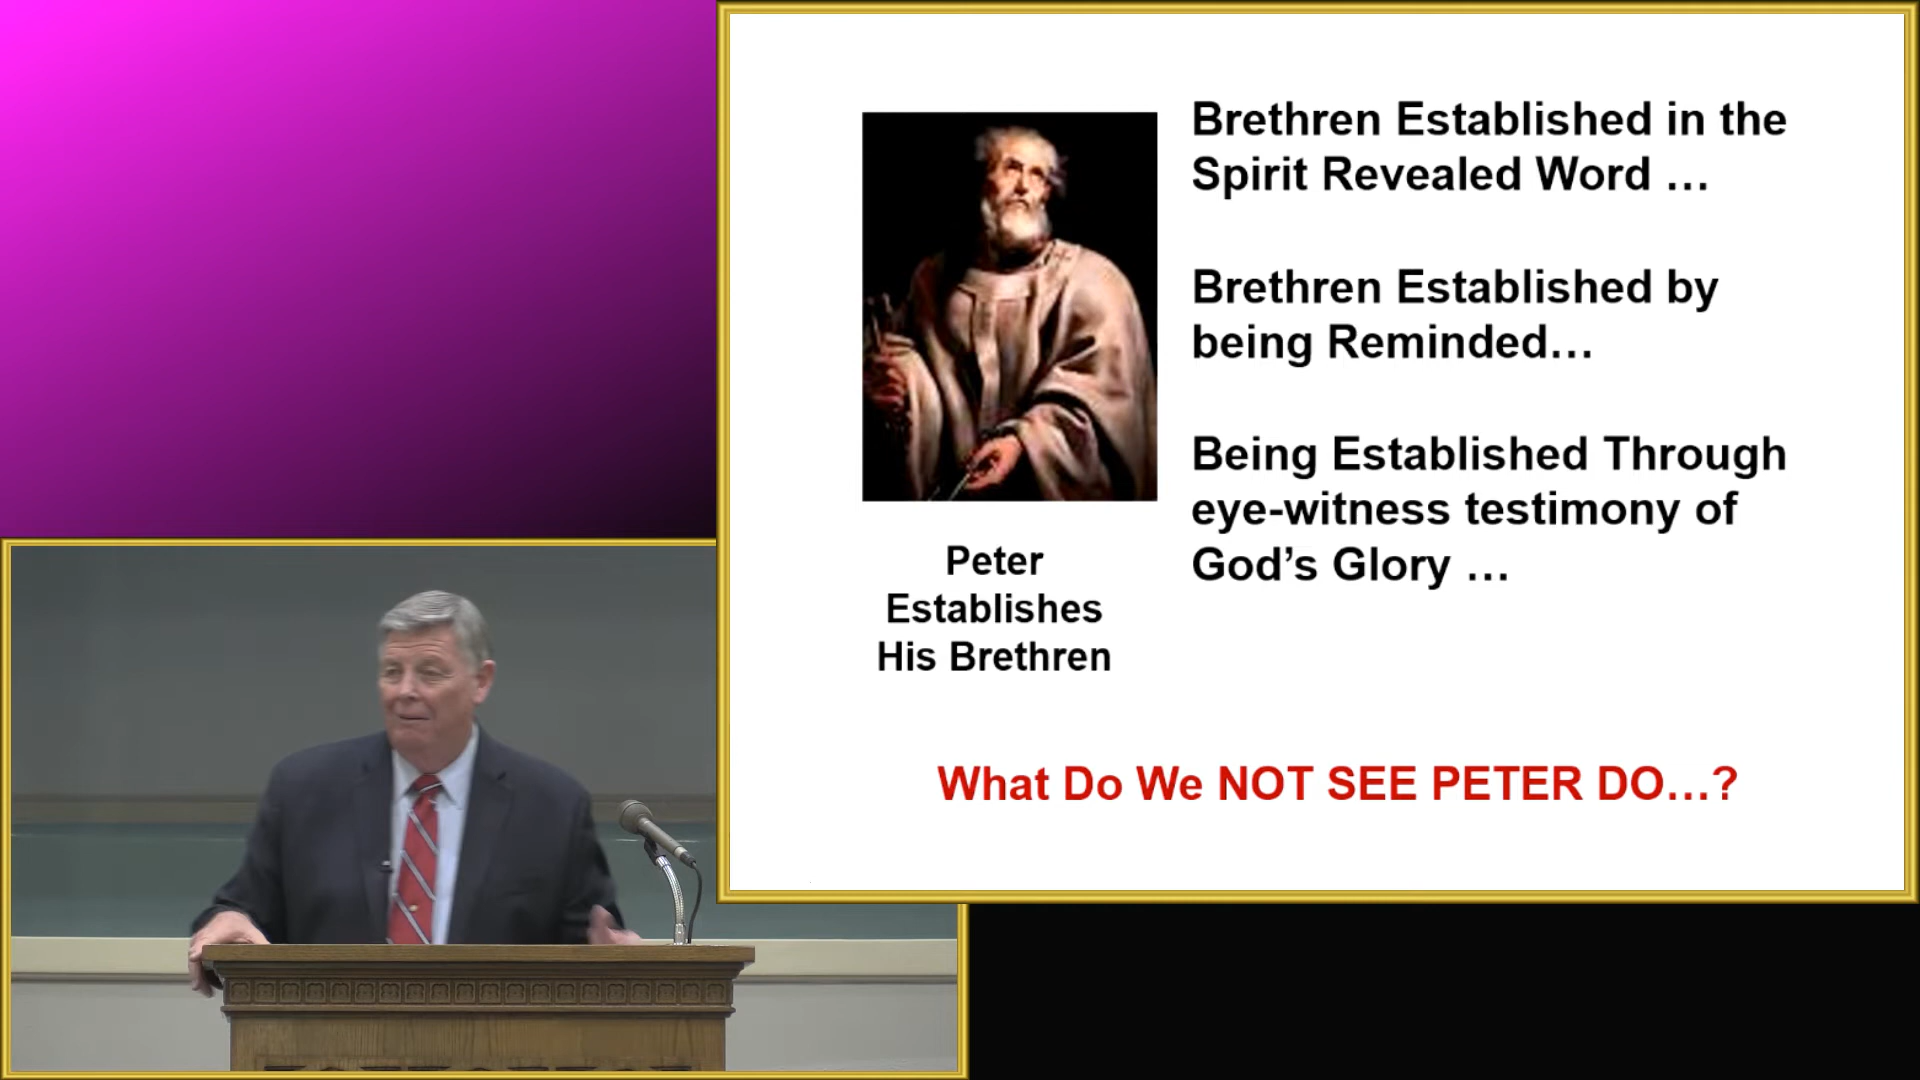 Brethren Established in the
Spirit Revealed Word …
Brethren Established by
being Reminded…
Being Established Through
eye-witness testimony of
God’s Glory …
Peter
Establishes
His Brethren
What Do We NOT SEE PETER DO…?